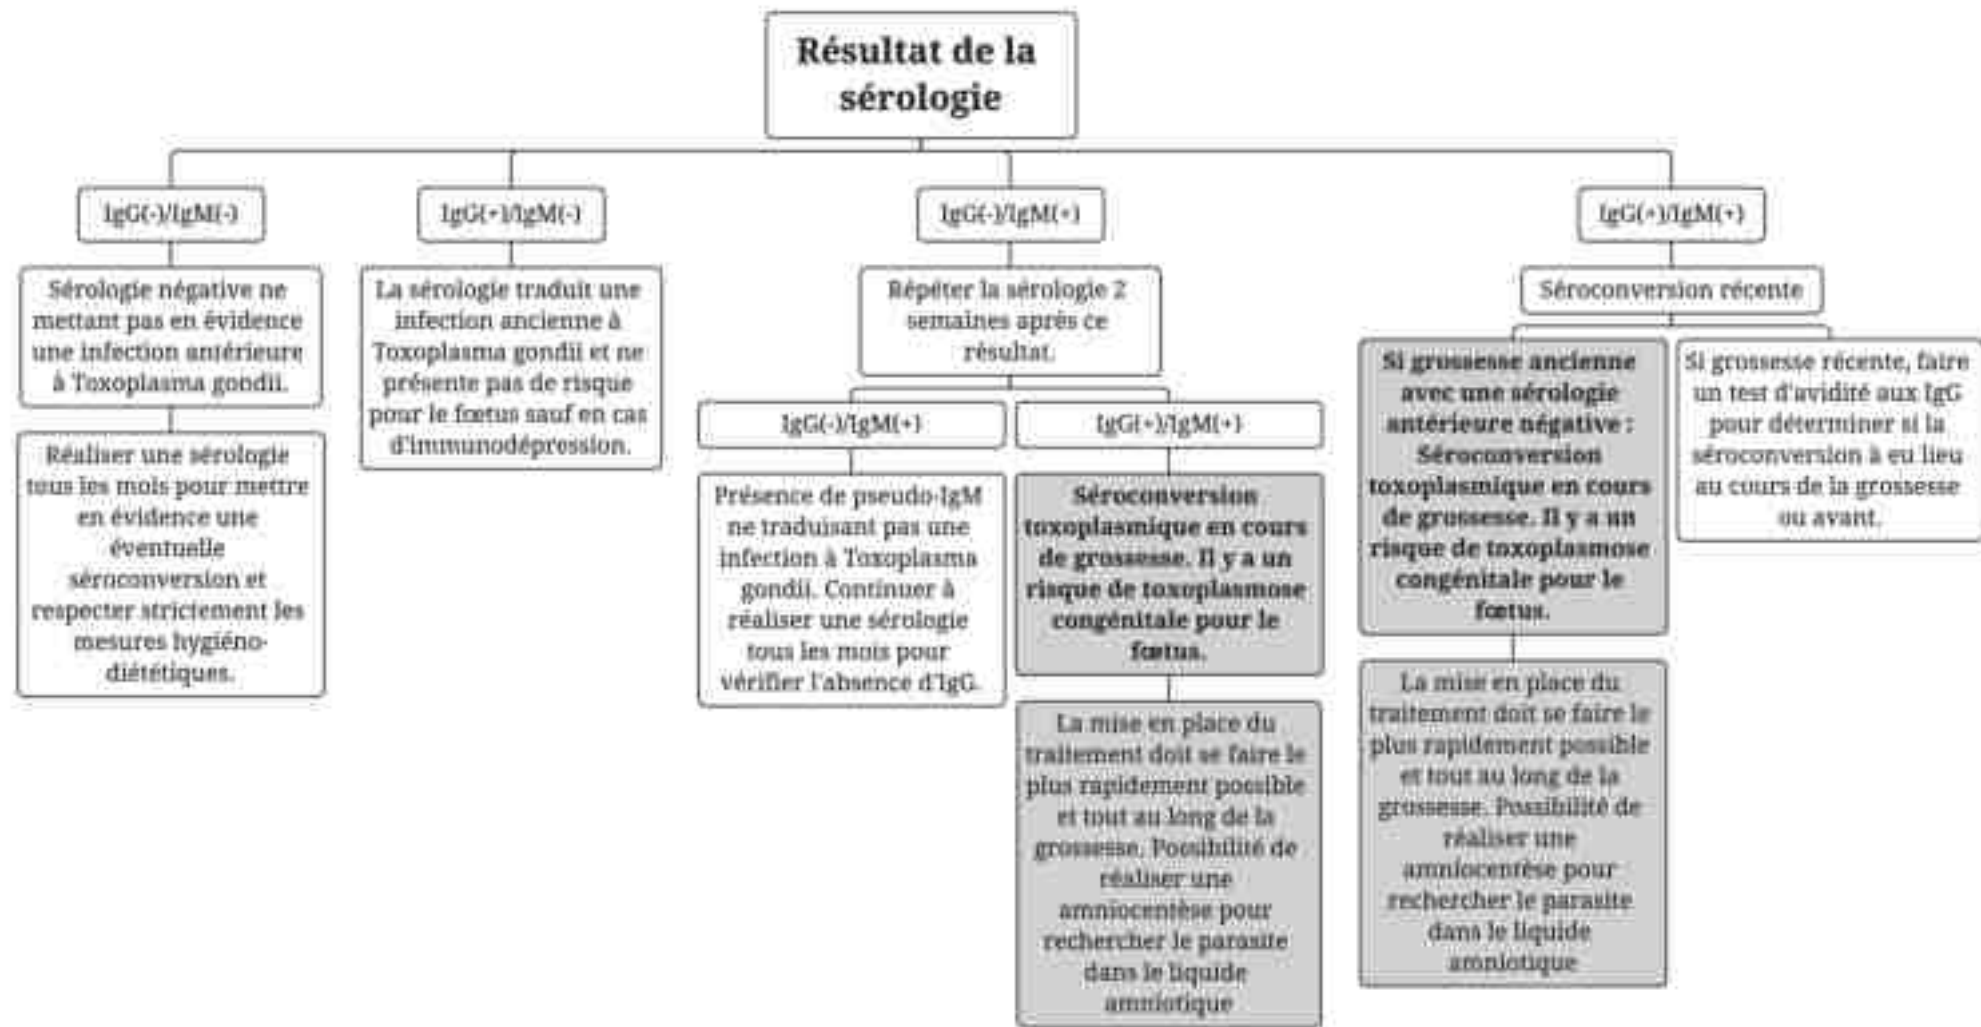 Résultat de la
sérologie
IgG(-)/IgM(-)
Sérologie négative ne
mettant pas en évidence
une infection antérieure
à Toxoplasma gondii.
Réaliser une sérologie
tous les mois pour mettre
en évidence une
éventuelle
séroconversion et
respecter strictement les
mesures hygiéno-
diététiques.
IgG(+)/IgM(-)
La sérologie traduit une
infection ancienne à
Toxoplasma gondii et ne
présente pas de risque
pour le fœtus sauf en cas
d'immunodépression.
IgG(-)/IgM(+)
Répéter la sérologie 2
semaines après ce
résultat.
IgG(-)/IgM(+)
Présence de pseudo-IgM
ne traduisant pas une
infection à Toxoplasma
gondii. Continuer à
réaliser une sérologie
tous les mois pour
vérifier l'absence d'IgG.
IgG(+)/IgM(+)
Séroconversion
toxoplasmique en cours
de grossesse. Il y a un
risque de toxoplasmose
congénitale pour le
fœtus.
La mise en place du
traitement doit se faire le
plus rapidement possible
et tout au long de la
grossesse. Possibilité de
réaliser une
amniocentèse pour
rechercher le parasite
dans le liquide
amniotique
IgG(+)/IgM(+)
Séroconversion récente
Si grossesse ancienne
avec une sérologie
antérieure négative :
Séroconversion
toxoplasmique en cours
de grossesse. Il y a un
risque de toxoplasmose
congénitale pour le
fœtus.
La mise en place du
traitement doit se faire le
plus rapidement possible
et tout au long de la
grossesse. Possibilité de
réaliser une
amniocentèse pour
rechercher le parasite
dans le liquide
amniotique
Si grossesse récente, faire
un test d'avidité aux IgG
pour déterminer si la
séroconversion à eu lieu
au cours de la grossesse
ou avant.